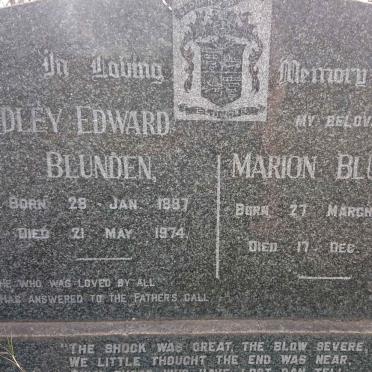 In Loving Memory
DLEY EDWARD
BLUNDEN.
BORN 28 JAN 1887
DIED 21 MAY 1974.
HE WHO WAS LOVED BY ALL
HAS ANSWERED TO THE FATHER'S CALL
MY BELOV
MARION BLU
BORN 27 MARCH
DIED 17 DEC.
"THE SHOCK WAS GREAT, THE BLOW SEVERE,
WE LITTLE THOUGHT THE END WAS NEAR.